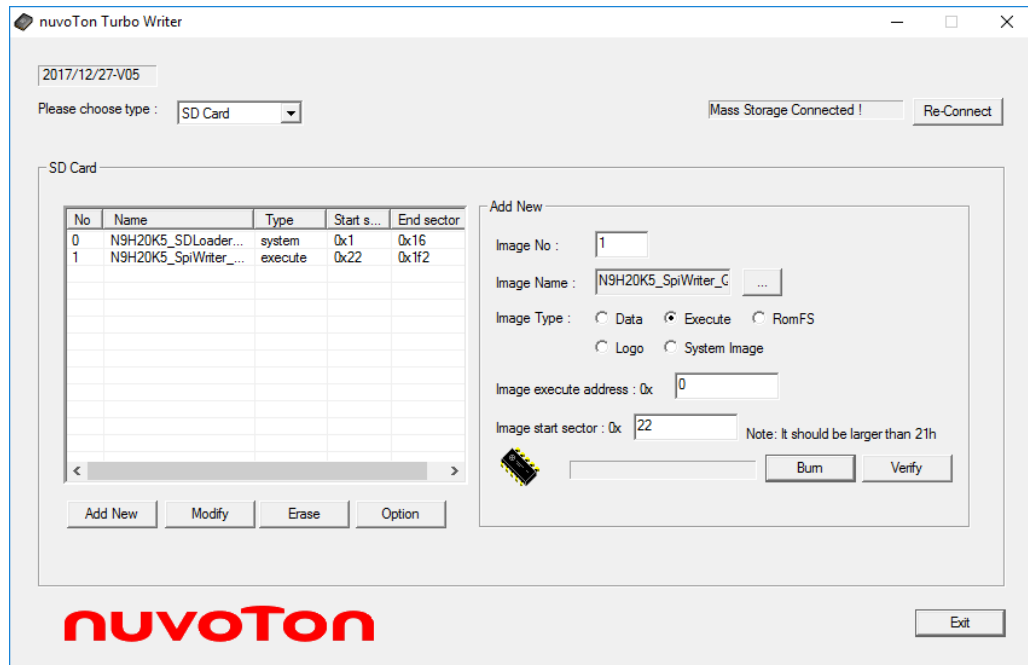 nuvoTon Turbo Writer
2017/12/27-V05
Please choose type :
SD Card
Mass Storage Connected !
Re-Connect
SD Card
No Name Type Start s... End sector
0 N9H20K5_SDLoader... system 0x1 0x16
1 N9H20K5_SpiWriter_... execute 0x22 0x1f2
Add New Modify Erase Option
Add New
Image No : 1
Image Name : N9H20K5_SpiWriter_G ...
Image Type : Data Execute RomFS
Logo System Image
Image execute address : 0x 0
Image start sector : 0x 22 Note: It should be larger than 21h
Burn Verify
nuvoTon
Exit